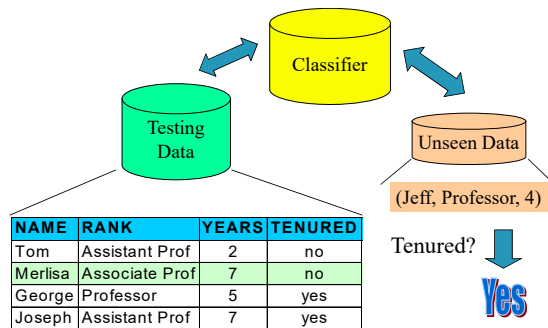 Classifier
Testing
Data
Unseen Data
(Jeff, Professor, 4)
NAME RANK YEARS TENURED
Tom Assistant Prof 2 no
Merlisa Associate Prof 7 no
George Professor 5 yes
Joseph Assistant Prof 7 yes
Tenured?
Yes